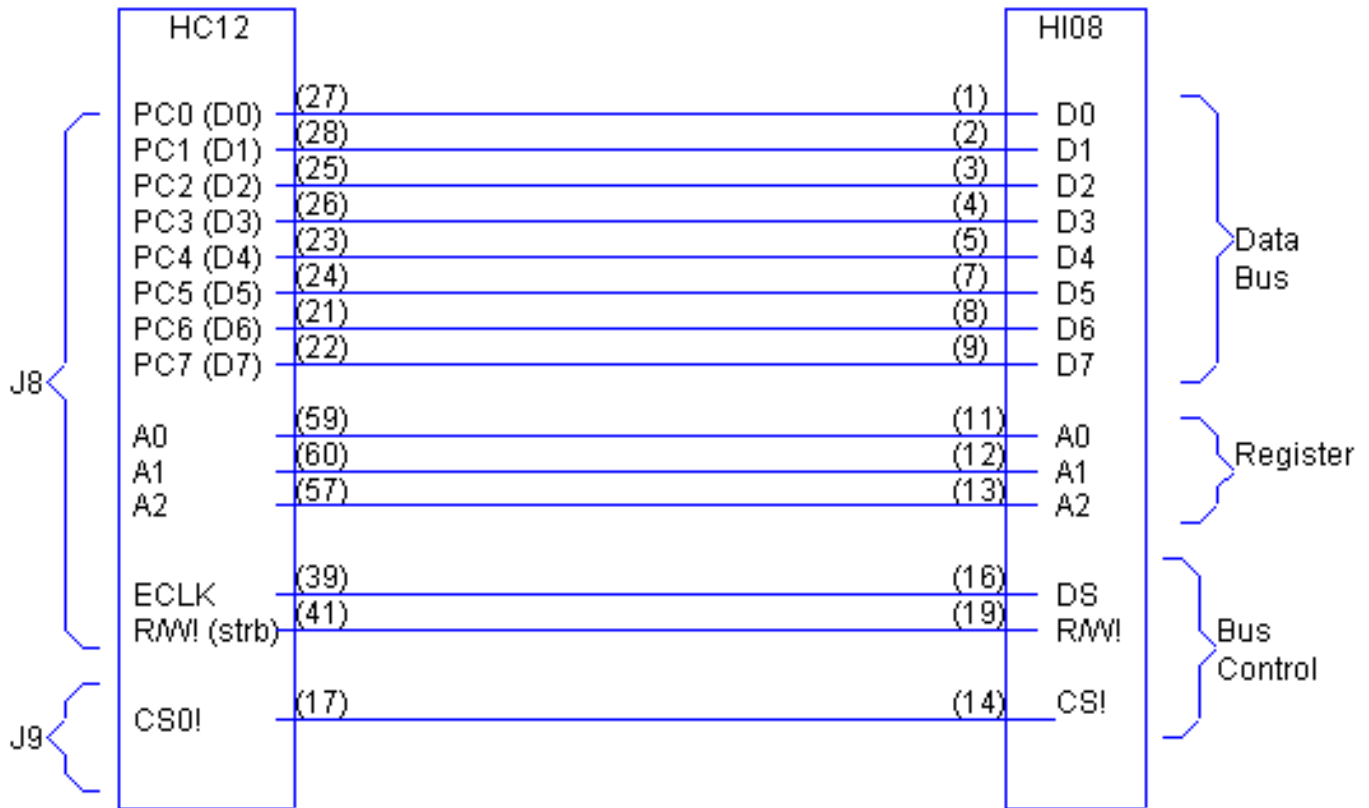 HC12 HI08
PC0 (D0) (27) (1) D0
PC1 (D1) (28) (2) D1
PC2 (D2) (25) (3) D2
PC3 (D3) (26) (4) D3
PC4 (D4) (23) (5) D4
PC5 (D5) (24) (7) D5
PC6 (D6) (21) (8) D6
PC7 (D7) (22) (9) D7
Data
Bus
J8
A0 (59) (11) A0
A1 (60) (12) A1
A2 (57) (13) A2
Register
ECLK (39) (16) DS
R/W! (strb) (41) (19) R/W!
Bus
Control
J9
CS0! (17) (14) CS!